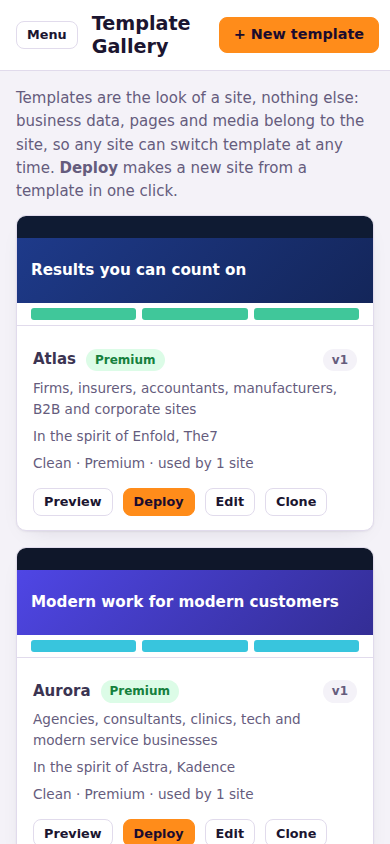 Menu
Template
Gallery
+ New template
Templates are the look of a site, nothing else:
business data, pages and media belong to the
site, so any site can switch template at any
time. Deploy makes a new site from a
template in one click.
Results you can count on
Atlas Premium v1
Firms, insurers, accountants, manufacturers,
B2B and corporate sites
In the spirit of Enfold, The7
Clean · Premium · used by 1 site
Preview Deploy Edit Clone
Modern work for modern customers
Aurora Premium v1
Agencies, consultants, clinics, tech and
modern service businesses
In the spirit of Astra, Kadence
Clean · Premium · used by 1 site
Preview Deploy Edit Clone